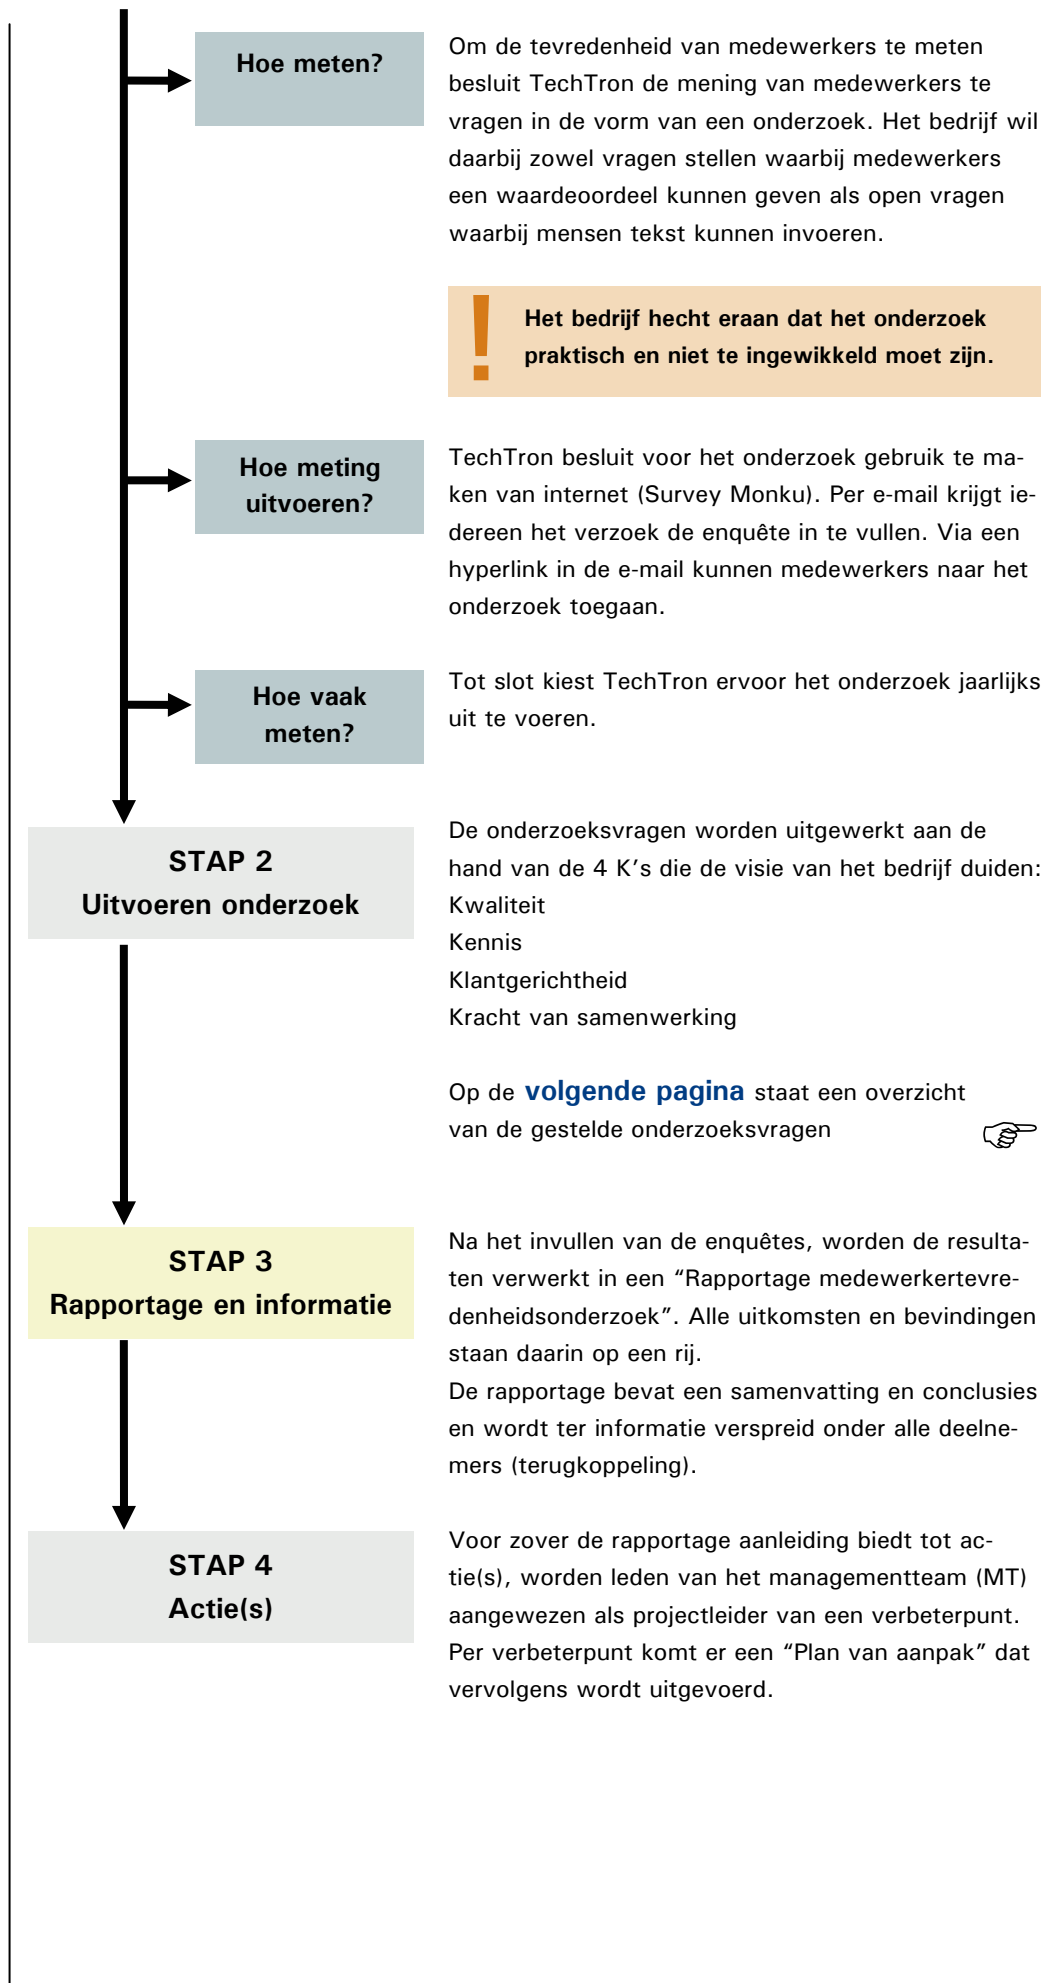 Hoe meten?
Om de tevredenheid van medewerkers te meten
besluit TechTron de mening van medewerkers te
vragen in de vorm van een onderzoek. Het bedrijf wil
daarbij zowel vragen stellen waarbij medewerkers
een waardeoordeel kunnen geven als open vragen
waarbij mensen tekst kunnen invoeren.
!
Het bedrijf hecht eraan dat het onderzoek
praktisch en niet te ingewikkeld moet zijn.
Hoe meting
uitvoeren?
TechTron besluit voor het onderzoek gebruik te ma-
ken van internet (Survey Monku). Per e-mail krijgt ie-
dereen het verzoek de enquête in te vullen. Via een
hyperlink in de e-mail kunnen medewerkers naar het
onderzoek toegaan.
Hoe vaak
meten?
Tot slot kiest TechTron ervoor het onderzoek jaarlijks
uit te voeren.
STAP 2
Uitvoeren onderzoek
De onderzoeksvragen worden uitgewerkt aan de
hand van de 4 K’s die de visie van het bedrijf duiden:
Kwaliteit
Kennis
Klantgerichtheid
Kracht van samenwerking
Op de volgende pagina staat een overzicht
van de gestelde onderzoeksvragen
STAP 3
Rapportage en informatie
Na het invullen van de enquêtes, worden de resulta-
ten verwerkt in een “Rapportage medewerkertevre-
denheidsonderzoek”. Alle uitkomsten en bevindingen
staan daarin op een rij.
De rapportage bevat een samenvatting en conclusies
en wordt ter informatie verspreid onder alle deelne-
mers (terugkoppeling).
STAP 4
Actie(s)
Voor zover de rapportage aanleiding biedt tot ac-
tie(s), worden leden van het managementteam (MT)
aangewezen als projectleider van een verbeterpunt.
Per verbeterpunt komt er een “Plan van aanpak” dat
vervolgens wordt uitgevoerd.